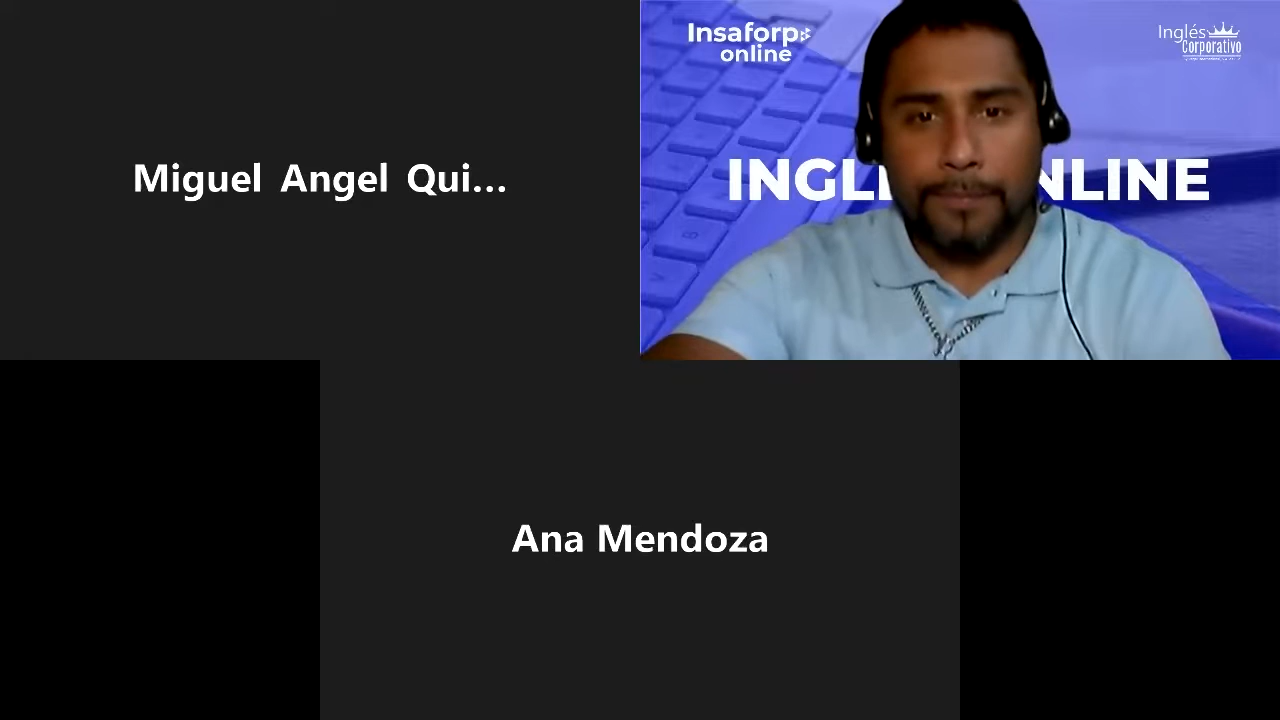 Miguel Angel Qui...
Insaforp
online
Inglés
Corporativo
INGL NLINE
Ana Mendoza